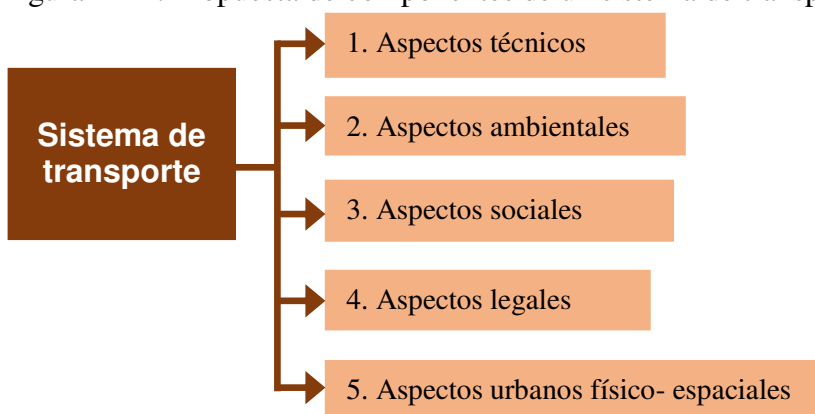 Sistema de
transporte
1. Aspectos técnicos
2. Aspectos ambientales
3. Aspectos sociales
4. Aspectos legales
5. Aspectos urbanos físico- espaciales